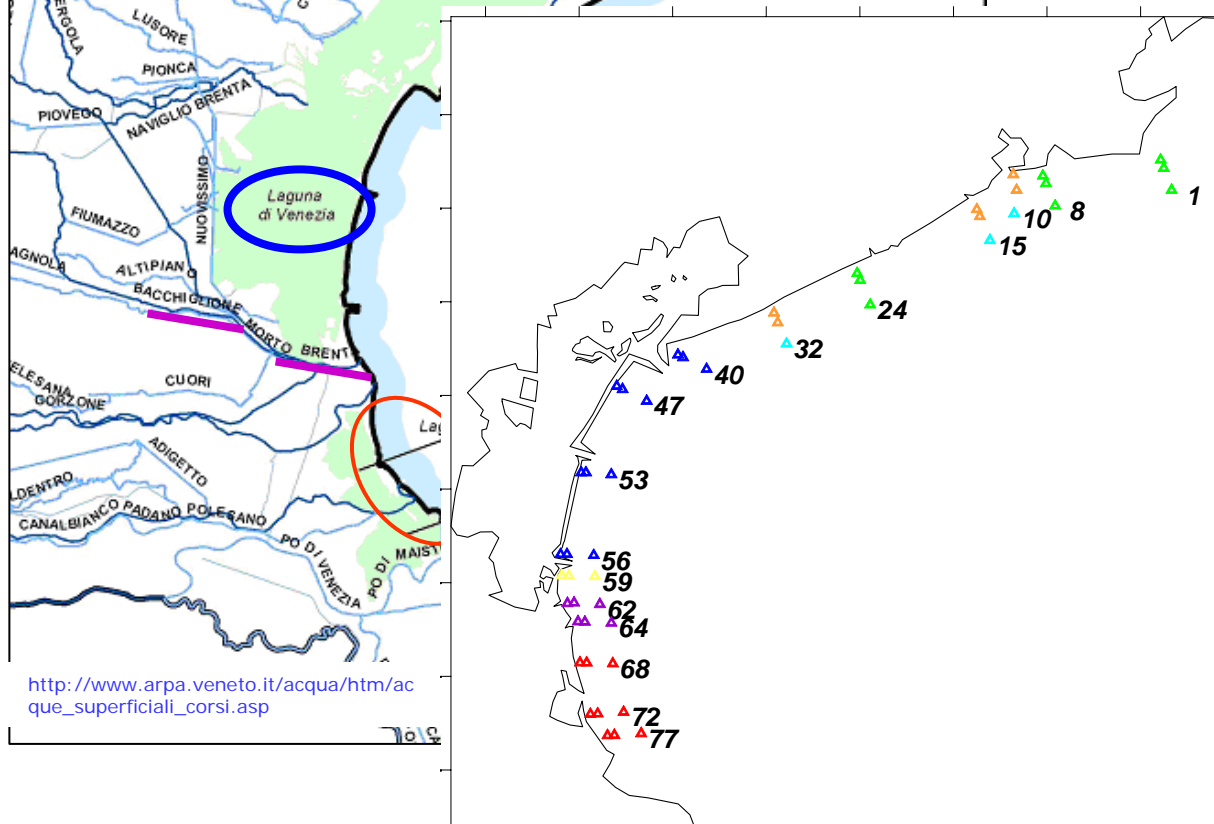 LUSORE
PIONCA
PIOVEGO
NAVIGLIO BRENTA
NUOVISSIMO
Laguna
di Venezia
FIUMAZZO
ALTIPIANO
AGNOLA
BACCHIGLIONE
MORTO
BRENTA
CUORI
GORZONE
ADIGETTO
CANALBIANCO
PADANO POLESANO
PO DI VENEZIA
PO DI
MAIST
http://www.arpa.veneto.it/acqua/htm/ac
que_superficiali_corsi.asp
1
8
10
15
24
32
40
47
53
56
59
62
64
68
72
77